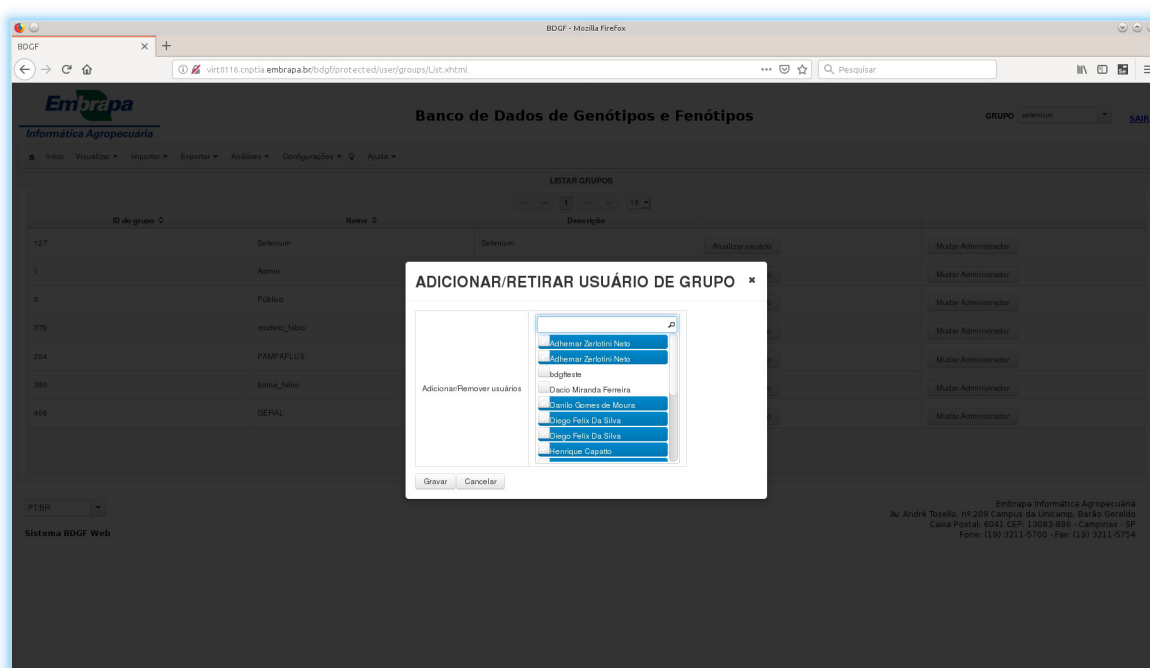 BDGF - Mozilla Firefox
BDGF
virt0116.cnptia.embrapa.br/bdgf/protected/user/groups/List.xhtml
Pesquisar
Embrapa
Informática Agropecuária
Banco de Dados de Genótipos e Fenótipos
GRUPO selenium
SAIR
Início Visualizar Importar Exportar Análises Configurações Ajuda
LISTAR GRUPOS
1 10
ID do grupo Nome Descrição
127 Selenium Selenium Atualizar usuário Mudar Administrador
1 Admin Mudar Administrador
3 Público Mudar Administrador
379 modelo_fabio Mudar Administrador
204 PAMPAPLUS Mudar Administrador
380 Mudar Administrador
408 GERAL Mudar Administrador
ADICIONAR/RETIRAR USUÁRIO DE GRUPO
Adicionar/Remover usuários
Adhemar Zerlotini Neto
Adhemar Zerlotini Neto
bdgfteste
Dacio Miranda Ferreira
Danilo Gomes de Moura
Diego Felix Da Silva
Diego Felix Da Silva
Henrique Capatto
Gravar Cancelar
PT/BR
Sistema BDGF Web
Embrapa Informática Agropecuária
Av. André Tosello, nº 209 Campus da Unicamp, Barão Geraldo
Caixa Postal: 6041 CEP: 13083-886 - Campinas - SP
Fone: (19) 3211-5700 - Fax: (19) 3211-5754